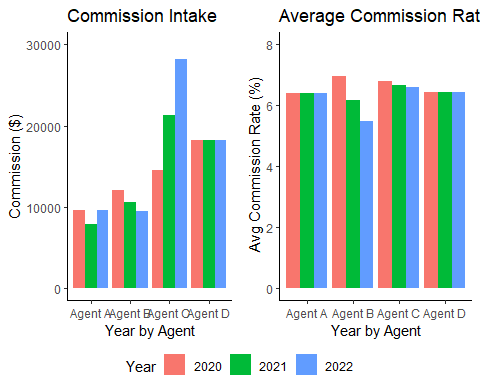 Commission Intake
Average Commission Rat
Commission ($)
30000
20000
10000
0
Agent A
Agent B
Agent C
Agent D
Year by Agent
Avg Commission Rate (%)
8
6
4
2
0
Agent A
Agent B
Agent C
Agent D
Year by Agent
Year
2020
2021
2022